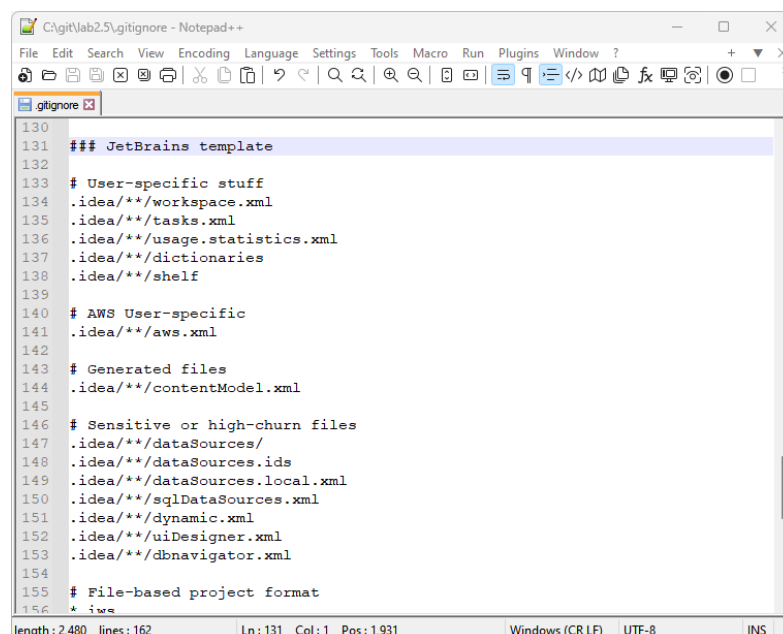 C:\git\lab2.5\.gitignore - Notepad++
File Edit Search View Encoding Language Settings Tools Macro Run Plugins Window ?
.gitignore
130
131 ### JetBrains template
132
133 # User-specific stuff
134 .idea/**/workspace.xml
135 .idea/**/tasks.xml
136 .idea/**/usage.statistics.xml
137 .idea/**/dictionaries
138 .idea/**/shelf
139
140 # AWS User-specific
141 .idea/**/aws.xml
142
143 # Generated files
144 .idea/**/contentModel.xml
145
146 # Sensitive or high-churn files
147 .idea/**/dataSources/
148 .idea/**/dataSources.ids
149 .idea/**/dataSources.local.xml
150 .idea/**/sqlDataSources.xml
151 .idea/**/dynamic.xml
152 .idea/**/uiDesigner.xml
153 .idea/**/dbnavigator.xml
154
155 # File-based project format
156 *.iws
length : 2.480 lines : 162 Ln : 131 Col : 1 Pos : 1.931 Windows (CR LF) UTF-8 INS